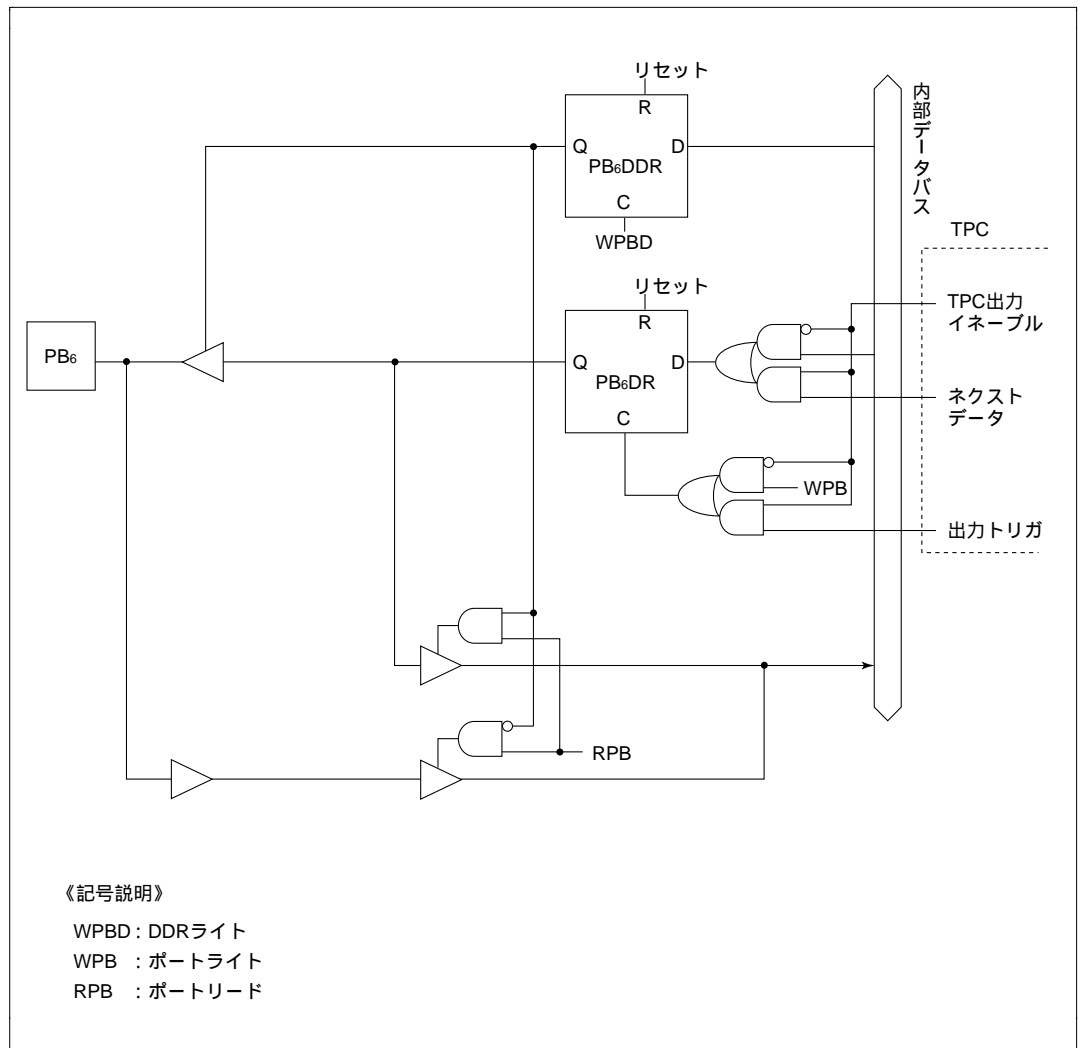 リセット
R
Q
D
PB6DDR
C
WPBD
内部データバス
TPC
リセット
R
Q
D
PB6DR
C
PB6
TPC出力
イネーブル
ネクスト
データ
WPB
出力トリガ
RPB
《記号説明》
WPBD : DDRライト
WPB : ポートライト
RPB : ポートリード